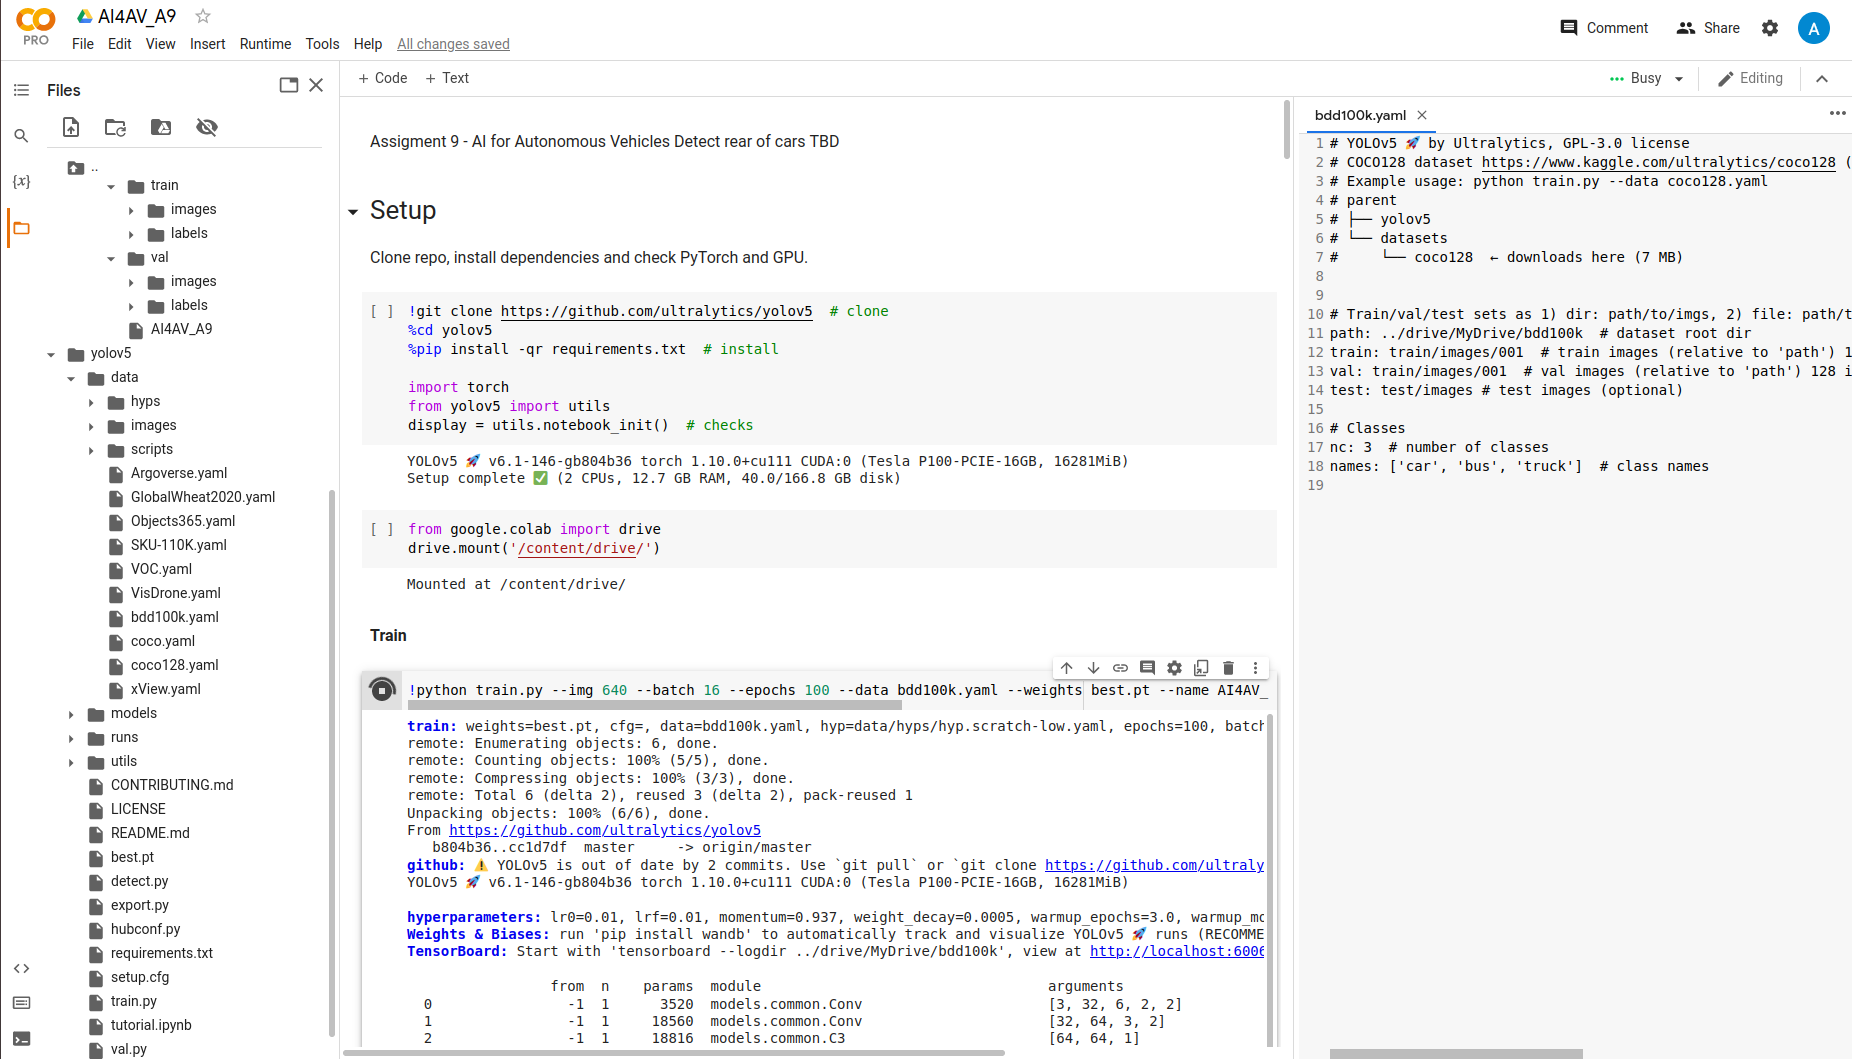 AI4AV_A9
PRO
File Edit View Insert Runtime Tools Help All changes saved
Comment Share A
Files
..
train
images
labels
val
images
labels
AI4AV_A9
yolov5
data
hyps
images
scripts
Argoverse.yaml
GlobalWheat2020.yaml
Objects365.yaml
SKU-110K.yaml
VOC.yaml
VisDrone.yaml
bdd100k.yaml
coco.yaml
coco128.yaml
xView.yaml
models
runs
utils
CONTRIBUTING.md
LICENSE
README.md
best.pt
detect.py
export.py
hubconf.py
requirements.txt
setup.cfg
train.py
tutorial.ipynb
val.py
{x}
+ Code + Text
Busy Editing
Assigment 9 - AI for Autonomous Vehicles Detect rear of cars TBD
Setup
Clone repo, install dependencies and check PyTorch and GPU.
[ ] !git clone https://github.com/ultralytics/yolov5 # clone
%cd yolov5
%pip install -qr requirements.txt # install
import torch
from yolov5 import utils
display = utils.notebook_init() # checks
YOLOv5 🚀 v6.1-146-gb804b36 torch 1.10.0+cu111 CUDA:0 (Tesla P100-PCIE-16GB, 16281MiB)
Setup complete ✅ (2 CPUs, 12.7 GB RAM, 40.0/166.8 GB disk)
[ ] from google.colab import drive
drive.mount('/content/drive/')
Mounted at /content/drive/
Train
!python train.py --img 640 --batch 16 --epochs 100 --data bdd100k.yaml --weights best.pt --name AI4AV_
train: weights=best.pt, cfg=, data=bdd100k.yaml, hyp=data/hyps/hyp.scratch-low.yaml, epochs=100, batch
remote: Enumerating objects: 6, done.
remote: Counting objects: 100% (5/5), done.
remote: Compressing objects: 100% (3/3), done.
remote: Total 6 (delta 2), reused 3 (delta 2), pack-reused 1
Unpacking objects: 100% (6/6), done.
From https://github.com/ultralytics/yolov5
b804b36..cc1d7df master -> origin/master
github: ⚠️ YOLOv5 is out of date by 2 commits. Use `git pull` or `git clone https://github.com/ultraly
YOLOv5 🚀 v6.1-146-gb804b36 torch 1.10.0+cu111 CUDA:0 (Tesla P100-PCIE-16GB, 16281MiB)
hyperparameters: lr0=0.01, lrf=0.01, momentum=0.937, weight_decay=0.0005, warmup_epochs=3.0, warmup_mo
Weights & Biases: run 'pip install wandb' to automatically track and visualize YOLOv5 🚀 runs (RECOMME
TensorBoard: Start with 'tensorboard --logdir ../drive/MyDrive/bdd100k', view at http://localhost:6006
from n params module arguments
0 -1 1 3520 models.common.Conv [3, 32, 6, 2, 2]
1 -1 1 18560 models.common.Conv [32, 64, 3, 2]
2 -1 1 18816 models.common.C3 [64, 64, 1]
bdd100k.yaml
1 # YOLOv5 🚀 by Ultralytics, GPL-3.0 license
2 # COCO128 dataset https://www.kaggle.com/ultralytics/coco128 (
3 # Example usage: python train.py --data coco128.yaml
4 # parent
5 # ├── yolov5
6 # └── datasets
7 #     └── coco128 ← downloads here (7 MB)
8
9
10 # Train/val/test sets as 1) dir: path/to/imgs, 2) file: path/t
11 path: ../drive/MyDrive/bdd100k # dataset root dir
12 train: train/images/001 # train images (relative to 'path') 1
13 val: train/images/001 # val images (relative to 'path') 128 i
14 test: test/images # test images (optional)
15
16 # Classes
17 nc: 3 # number of classes
18 names: ['car', 'bus', 'truck'] # class names
19